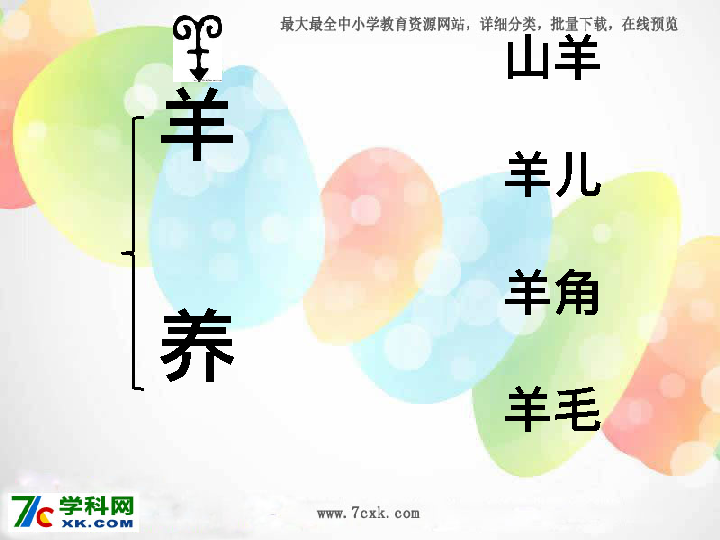 最大最全中小学教育资源网站，详细分类，批量下载，在线预览
羊
养
山羊
羊儿
羊角
羊毛
7c 学科网
XK.COM
www.7cxk.com